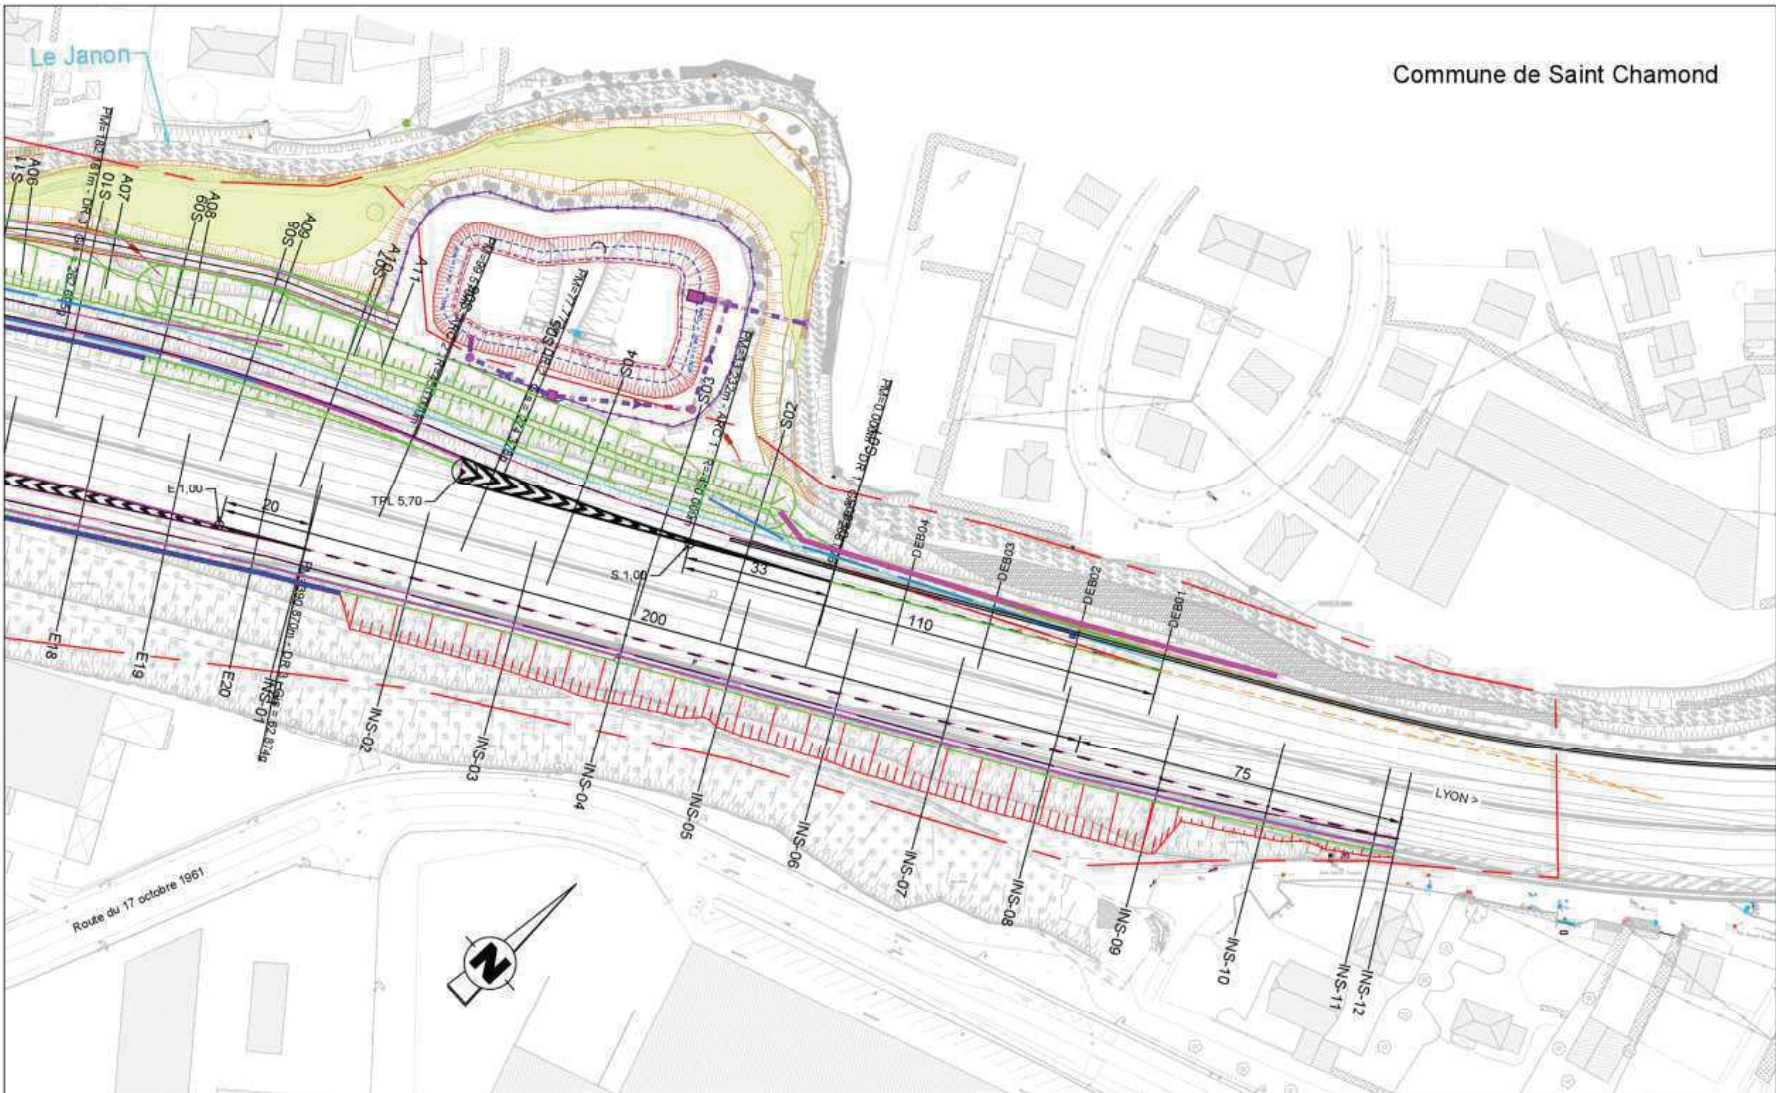 Le Janon
Commune de Saint Chamond
S11
A06
S10
A07
S09
A08
S08
A09
S07
A10
A11
S05
S04
S03
S02
S01
DEB04
DEB03
DEB02
DEB01
E 1,00
20
TPL 5,70
S 1,00
33
110
200
75
LYON >
E18
E19
E20
INS-01
INS-02
INS-03
INS-04
INS-05
INS-06
INS-07
INS-08
INS-09
INS-10
INS-11
INS-12
Route du 17 octobre 1961
N